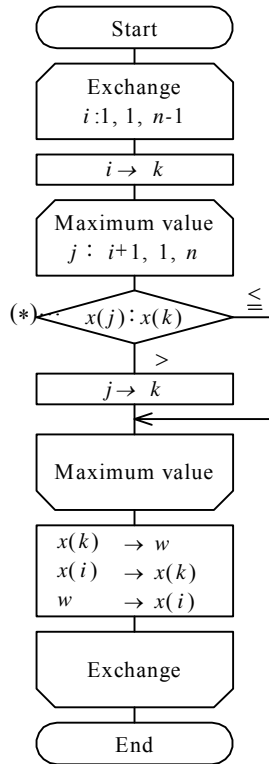 Start
Exchange
i:1, 1, n-1
i → k
Maximum value
j : i+1, 1, n
(*)… x(j):x(k) ≦
>
j → k
Maximum value
x(k) → w
x(i) → x(k)
w → x(i)
Exchange
End